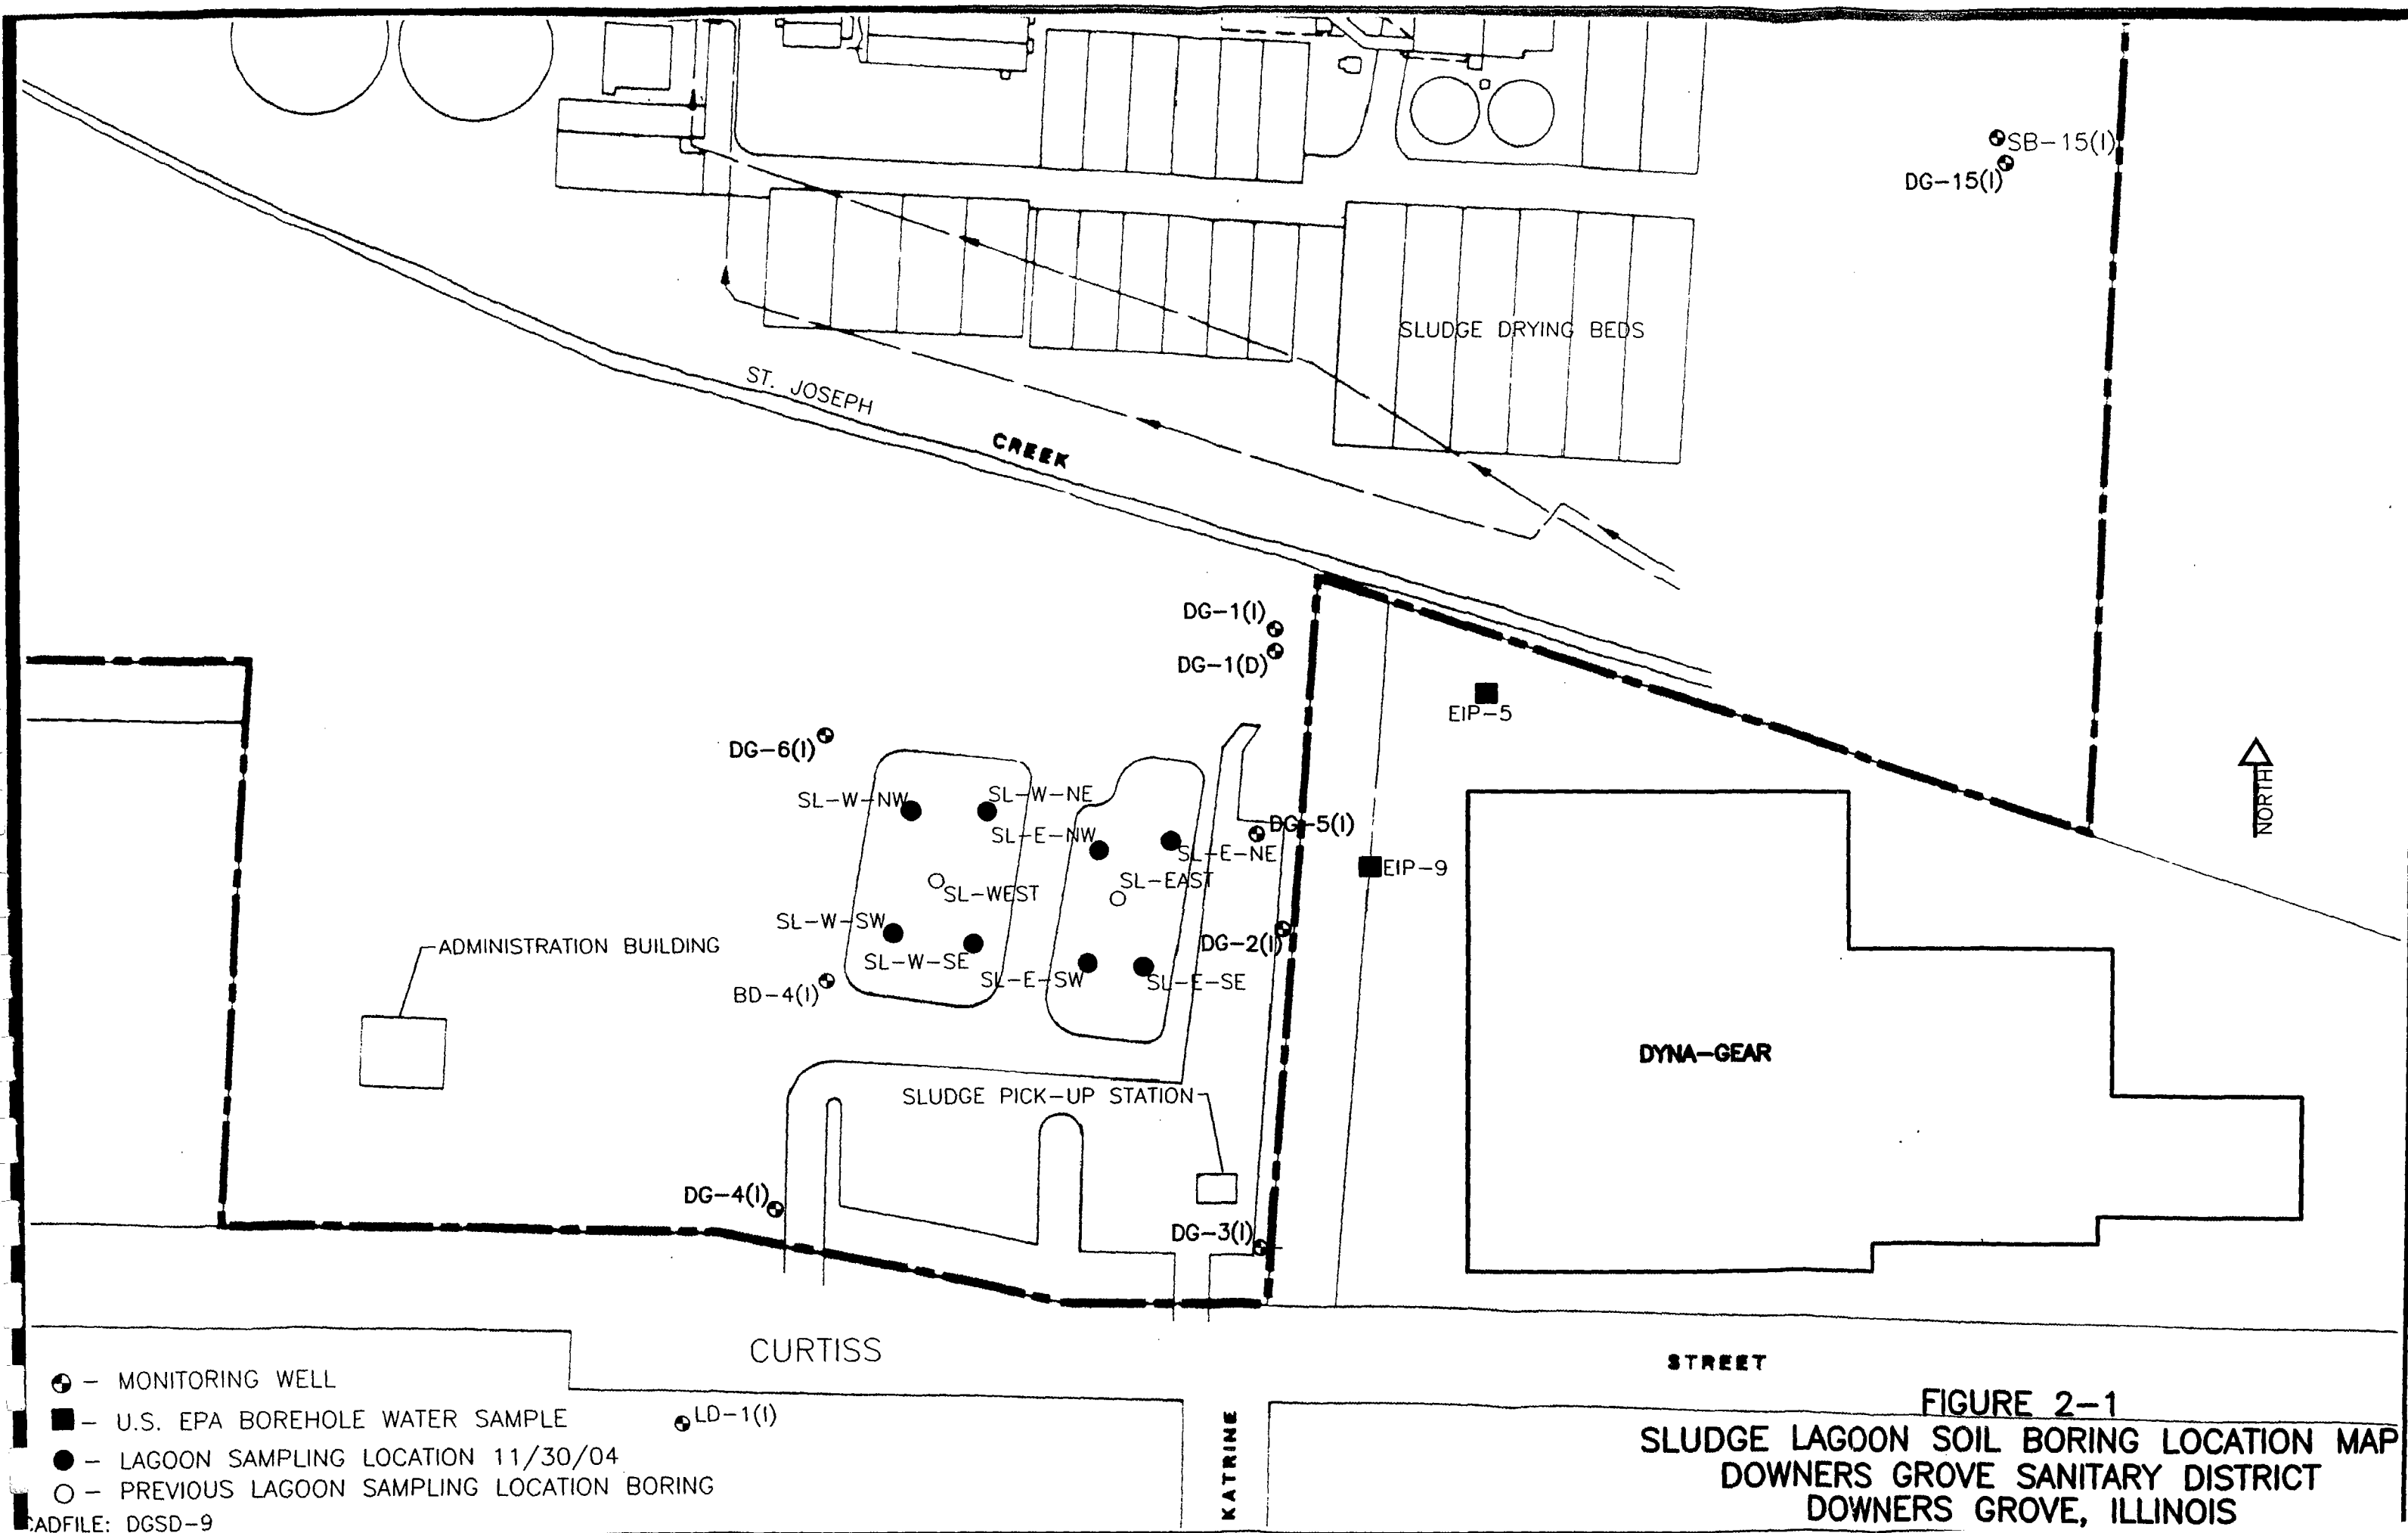 SB-15(I)
DG-15(I)
SLUDGE DRYING BEDS
ST. JOSEPH
CREEK
DG-1(I)
DG-1(D)
EIP-5
DG-6(I)
NORTH
SL-W-NW
SL-W-NE
SL-E-NW
DG-5(I)
SL-E-NE
EIP-9
SL-WEST
SL-EAST
SL-W-SW
ADMINISTRATION BUILDING
DG-2(I)
SL-W-SE
SL-E-SW
SL-E-SE
BD-4(I)
DYNA-GEAR
SLUDGE PICK-UP STATION
DG-4(I)
DG-3(I)
CURTISS
STREET
KATRINE
LD-1(I)
- MONITORING WELL
- U.S. EPA BOREHOLE WATER SAMPLE
- LAGOON SAMPLING LOCATION 11/30/04
- PREVIOUS LAGOON SAMPLING LOCATION BORING
CADFILE: DGSD-9
FIGURE 2-1
SLUDGE LAGOON SOIL BORING LOCATION MAP
DOWNERS GROVE SANITARY DISTRICT
DOWNERS GROVE, ILLINOIS